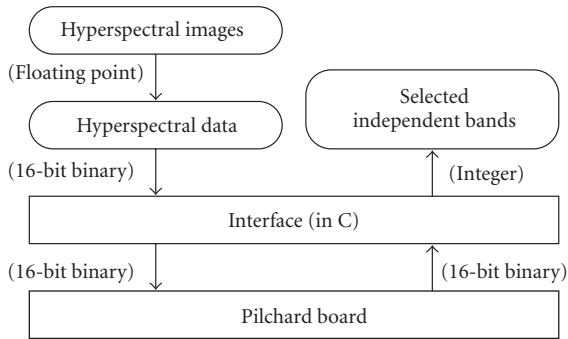 Hyperspectral images
(Floating point)
Hyperspectral data
Selected
independent bands
(16-bit binary)
(Integer)
Interface (in C)
(16-bit binary)
(16-bit binary)
Pilchard board